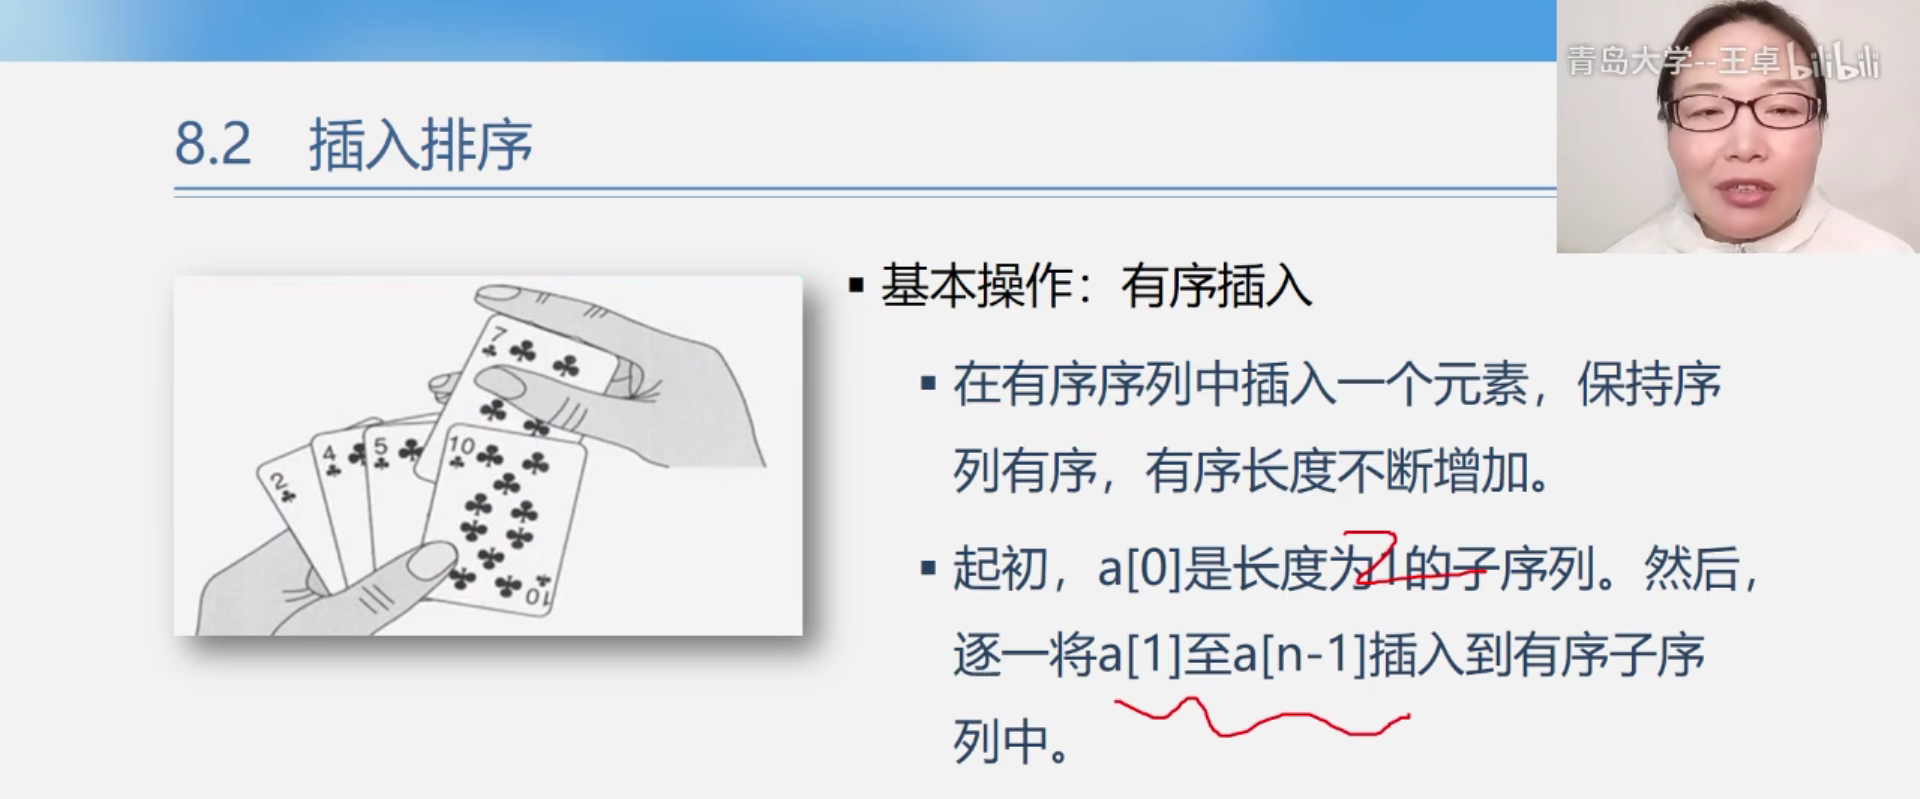 青岛大学--王卓 bilibili
8.2 插入排序
7
2
4
5
10
10
▪ 基本操作：有序插入
▪ 在有序序列中插入一个元素，保持序
列有序，有序长度不断增加。
▪ 起初，a[0]是长度为1的子序列。然后，
逐一将a[1]至a[n-1]插入到有序子序
列中。
2